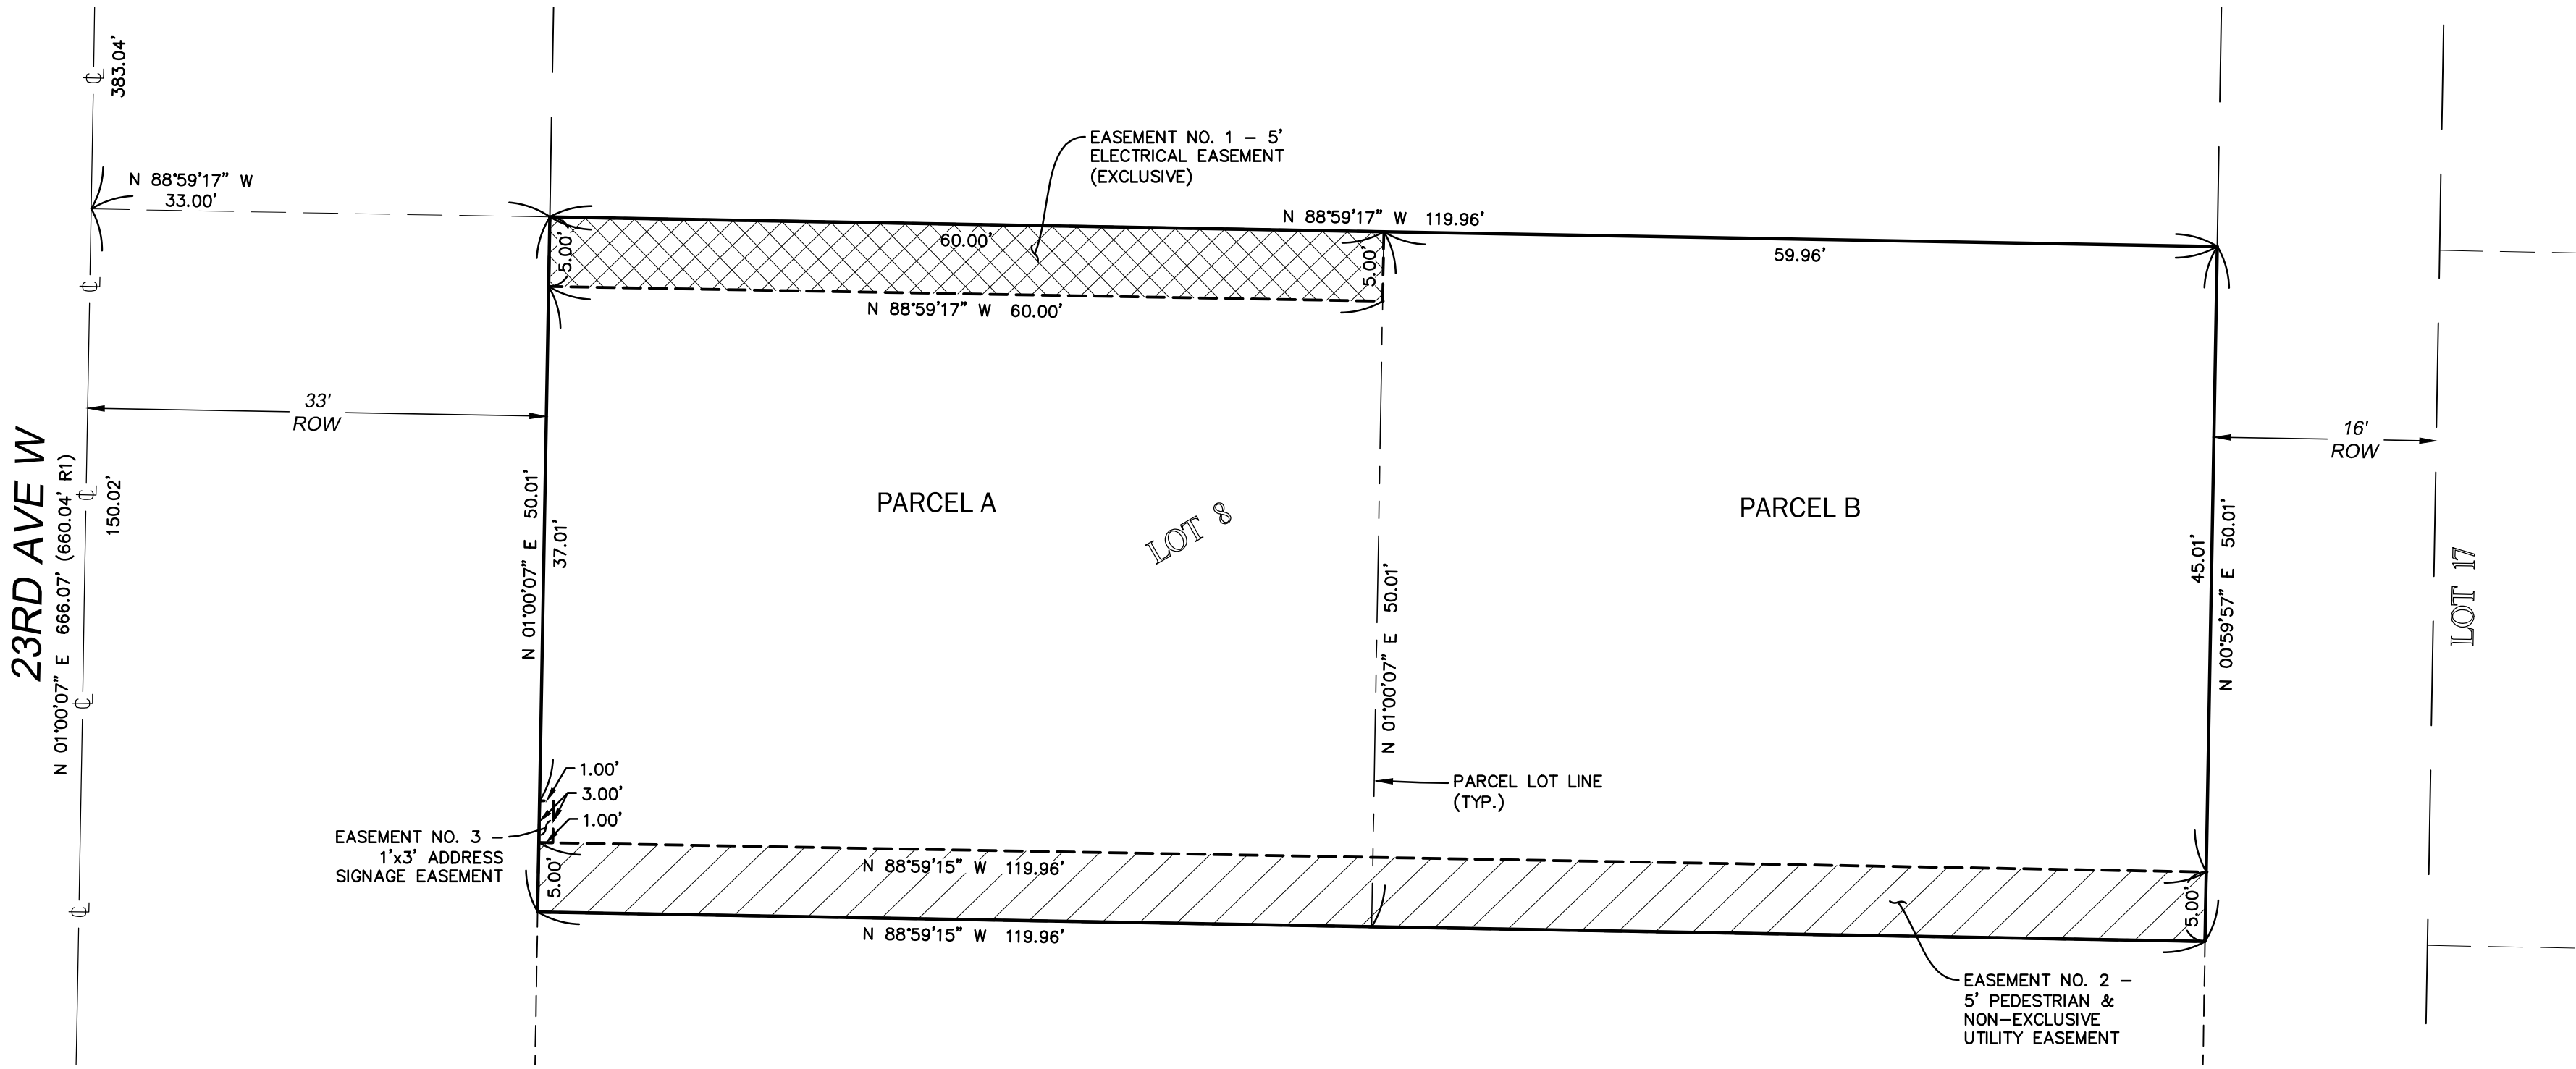 383.04'
N 88°59'17" W
33.00'
EASEMENT NO. 1 – 5'
ELECTRICAL EASEMENT
(EXCLUSIVE)
N 88°59'17" W 119.96'
5.00'
60.00'
5.00'
59.96'
N 88°59'17" W 60.00'
33'
ROW
16'
ROW
23RD AVE W
N 01°00'07" E 666.07' (660.04' R1)
150.02'
N 01°00'07" E 50.01'
37.01'
PARCEL A
LOT 8
PARCEL B
N 01°00'07" E 50.01'
45.01'
N 00°59'57" E 50.01'
LOT 17
1.00'
3.00'
1.00'
PARCEL LOT LINE
(TYP.)
EASEMENT NO. 3 –
1'x3' ADDRESS
SIGNAGE EASEMENT
5.00'
N 88°59'15" W 119.96'
5.00'
N 88°59'15" W 119.96'
EASEMENT NO. 2 –
5' PEDESTRIAN &
NON–EXCLUSIVE
UTILITY EASEMENT